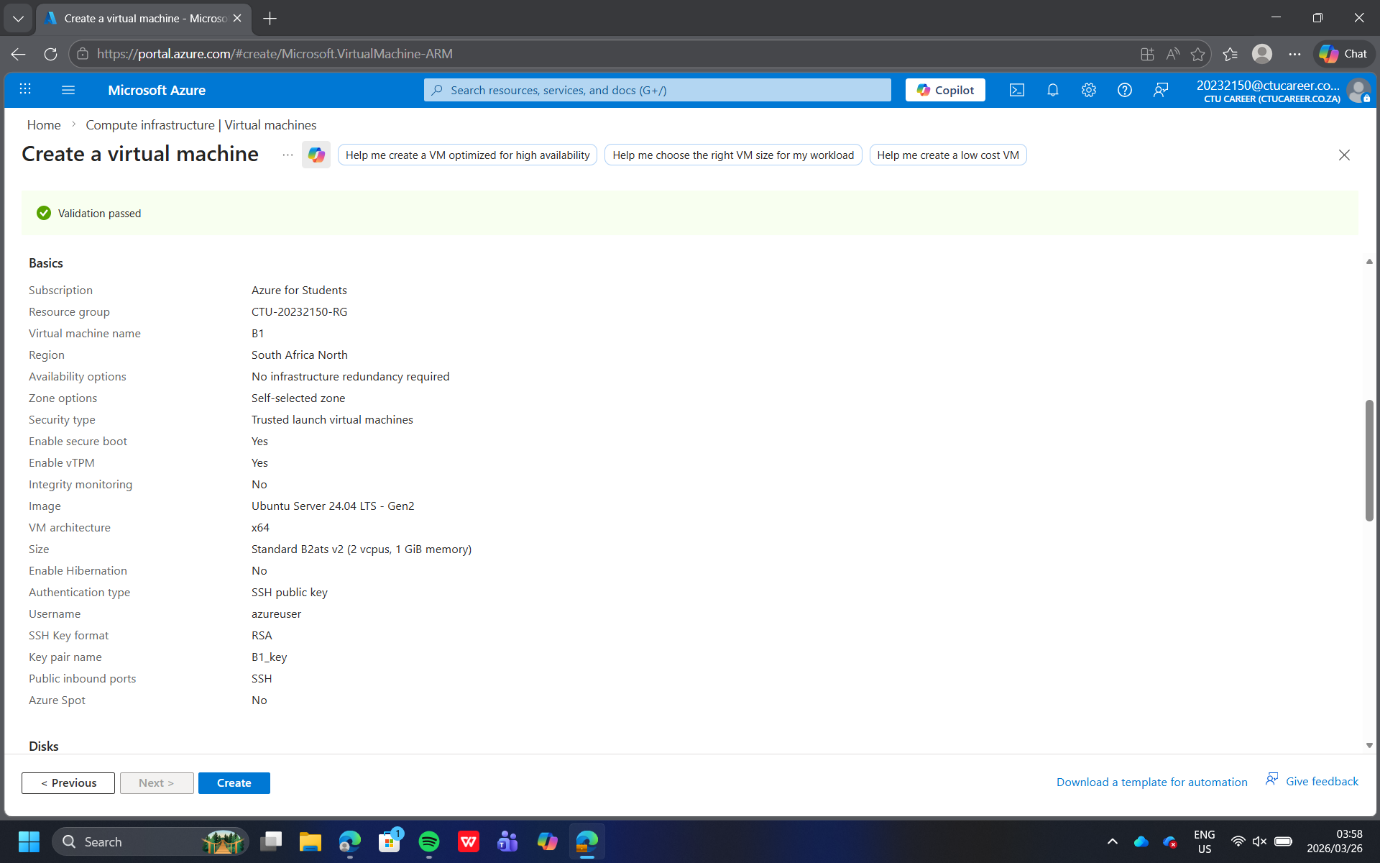 Create a virtual machine - Microso
https://portal.azure.com/#create/Microsoft.VirtualMachine-ARM
Chat
Microsoft Azure
Search resources, services, and docs (G+/)
Copilot
20232150@ctucareer.co...
CTU CAREER (CTUCAREER.CO.ZA)
Home > Compute infrastructure | Virtual machines
Create a virtual machine ...
Help me create a VM optimized for high availability
Help me choose the right VM size for my workload
Help me create a low cost VM
Validation passed
Basics
Subscription Azure for Students
Resource group CTU-20232150-RG
Virtual machine name B1
Region South Africa North
Availability options No infrastructure redundancy required
Zone options Self-selected zone
Security type Trusted launch virtual machines
Enable secure boot Yes
Enable vTPM Yes
Integrity monitoring No
Image Ubuntu Server 24.04 LTS - Gen2
VM architecture x64
Size Standard B2ats v2 (2 vcpus, 1 GiB memory)
Enable Hibernation No
Authentication type SSH public key
Username azureuser
SSH Key format RSA
Key pair name B1_key
Public inbound ports SSH
Azure Spot No
Disks
< Previous
Next >
Create
Download a template for automation
Give feedback
Search
1
ENG
US
03:58
2026/03/26